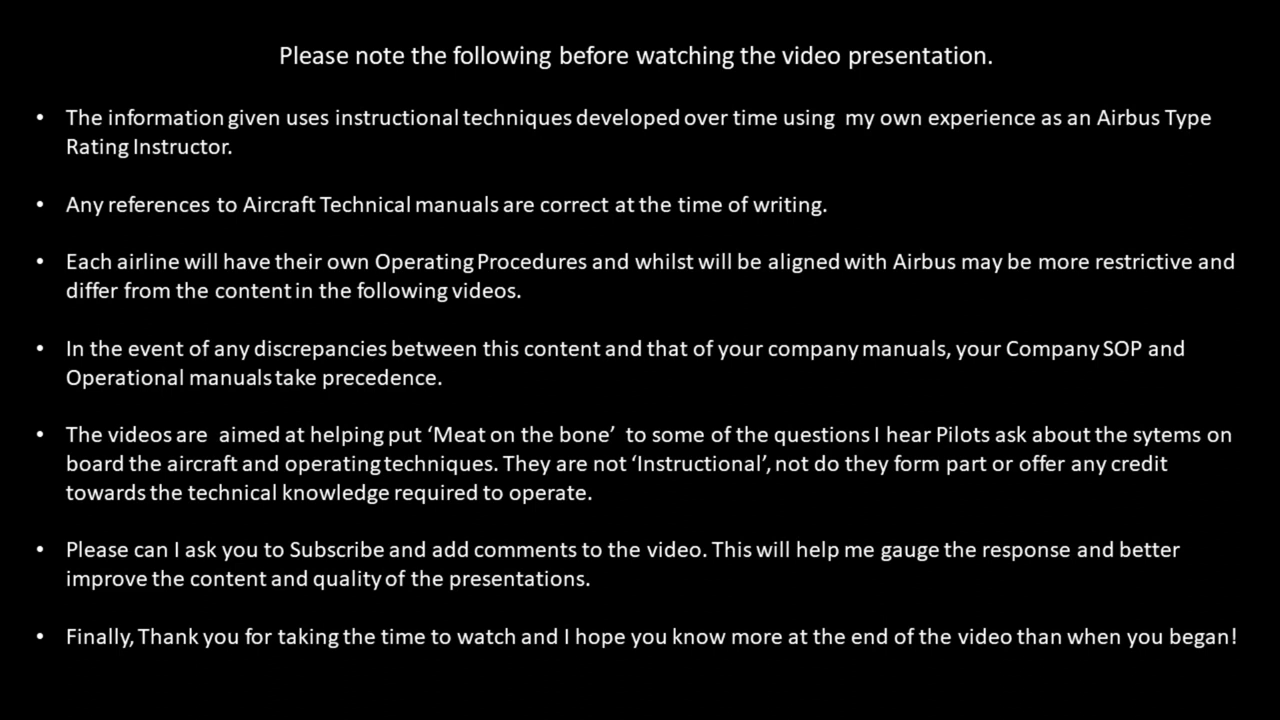 Please note the following before watching the video presentation.
• The information given uses instructional techniques developed over time using my own experience as an Airbus Type
Rating Instructor.
• Any references to Aircraft Technical manuals are correct at the time of writing.
• Each airline will have their own Operating Procedures and whilst will be aligned with Airbus may be more restrictive and
differ from the content in the following videos.
• In the event of any discrepancies between this content and that of your company manuals, your Company SOP and
Operational manuals take precedence.
• The videos are aimed at helping put ‘Meat on the bone’ to some of the questions I hear Pilots ask about the sytems on
board the aircraft and operating techniques. They are not ‘Instructional’, not do they form part or offer any credit
towards the technical knowledge required to operate.
• Please can I ask you to Subscribe and add comments to the video. This will help me gauge the response and better
improve the content and quality of the presentations.
• Finally, Thank you for taking the time to watch and I hope you know more at the end of the video than when you began!